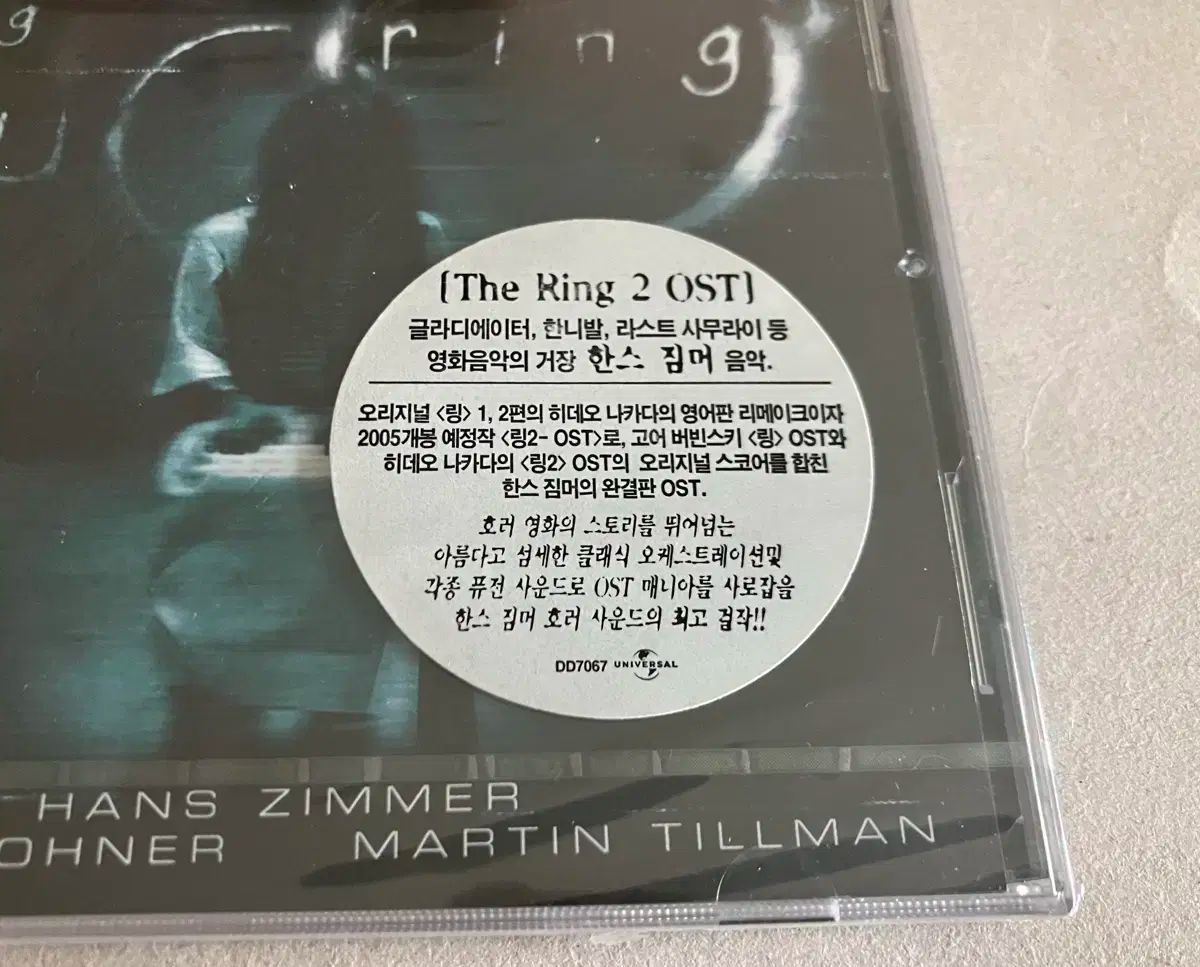 g ring
u
[The Ring 2 OST]
글라디에이터, 한니발, 라스트 사무라이 등
영화음악의 거장 한스 짐머 음악.
오리지널 <링> 1, 2편의 히데오 나카다의 영어판 리메이크이자
2005개봉 예정작 <링2- OST>로, 고어 버빈스키 <링> OST와
히데오 나카다의 <링2> OST의 오리지널 스코어를 합친
한스 짐머의 완결판 OST.
호러 영화의 스토리를 뛰어넘는
아름다고 섬세한 클래식 오케스트레이션및
각종 퓨전 사운드로 OST 매니아를 사로잡을
한스 짐머 호러 사운드의 최고 걸작!!
DD7067 UNIVERSAL
HANS ZIMMER
OHNER MARTIN TILLMAN